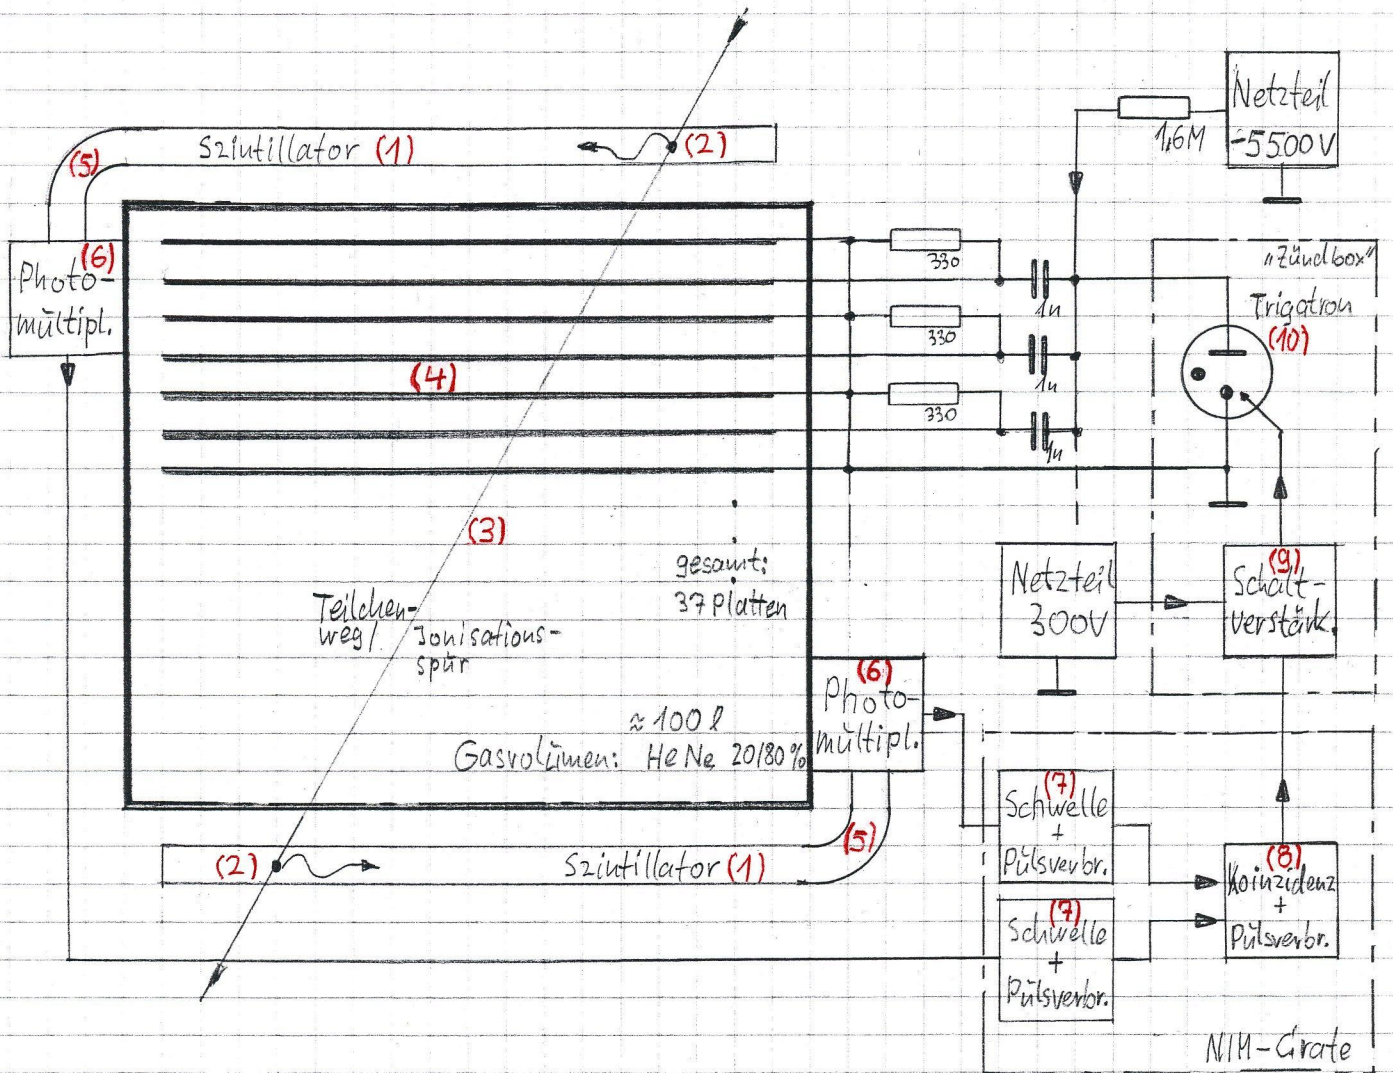 Netzteil
-5500V
1,6M
Szintillator (1)
(2)
(5)
(6)
Photo-
multipl.
330
1n
330
1n
330
1n
"Zündbox"
Trigatron
(10)
(4)
(3)
gesamt:
37 Platten
Teilchen-
weg/
Ionisations-
spur
≈ 100 l
Gasvolumen: HeNe 20/80%
Netzteil
300V
(9)
Schalt-
verstärk.
(6)
Photo-
multipl.
(7)
Schwelle
+
Pulsverbr.
(5)
(2)
Szintillator (1)
(8)
Koinzidenz
+
Pulsverbr.
(7)
Schwelle
+
Pulsverbr.
NIM-Crate